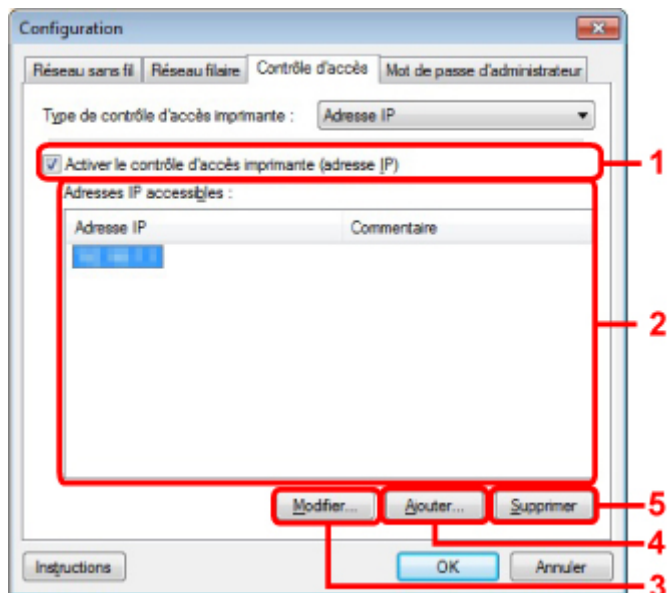 Configuration
Réseau sans fil Réseau filaire Contrôle d'accès Mot de passe d'administrateur
Type de contrôle d'accès imprimante : Adresse IP
Activer le contrôle d'accès imprimante (adresse IP) 1
Adresses IP accessibles :
Adresse IP Commentaire
2
Modifier... Ajouter... Supprimer 5
4
Instructions OK Annuler
3